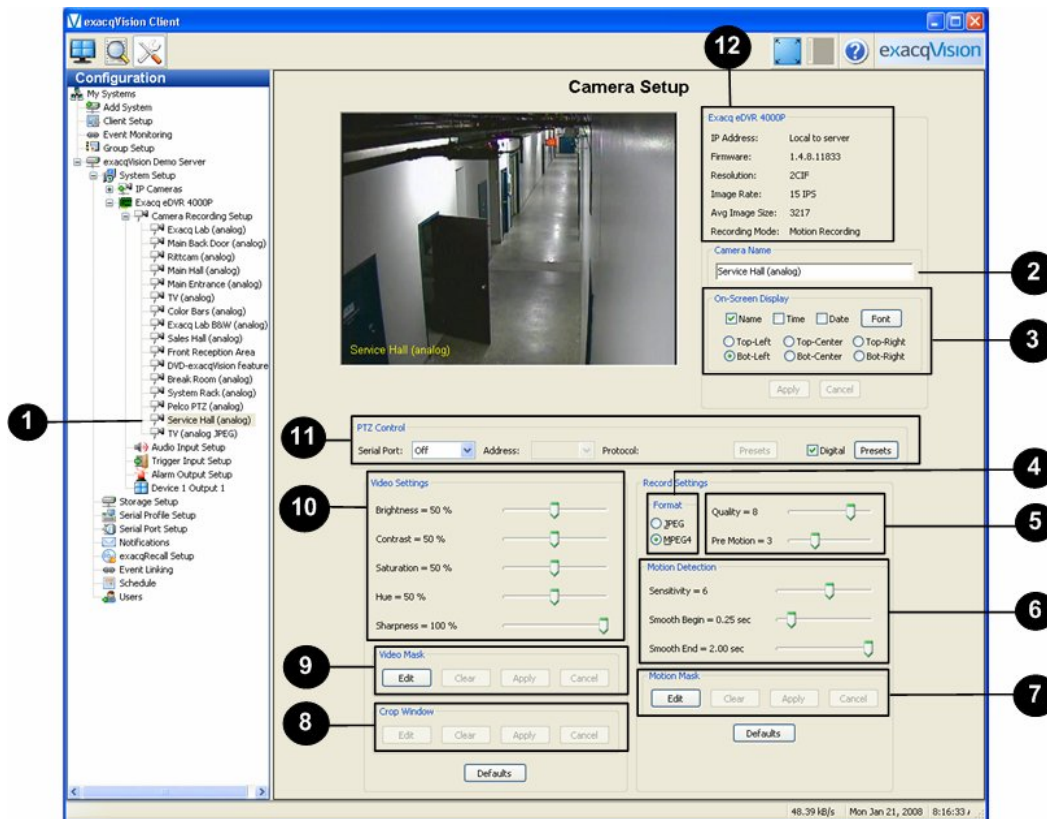 exacqVision Client
exacqVision
Configuration
My Systems
Add System
Client Setup
Event Monitoring
Group Setup
exacqVision Demo Server
System Setup
IP Cameras
Exacq eDVR 4000P
Camera Recording Setup
Exacq Lab (analog)
Main Back Door (analog)
Rittcam (analog)
Main Hall (analog)
Main Entrance (analog)
TV (analog)
Color Bars (analog)
Exacq Lab B&W (analog)
Sales Hall (analog)
Front Reception Area
DVD-exacqVision feature
Break Room (analog)
System Rack (analog)
Pelco PTZ (analog)
Service Hall (analog)
TV (analog JPEG)
Audio Input Setup
Trigger Input Setup
Alarm Output Setup
Device 1 Output 1
Storage Setup
Serial Profile Setup
Serial Port Setup
Notifications
exacqRecall Setup
Event Linking
Schedule
Users
1
Camera Setup
Service Hall (analog)
12
Exacq eDVR 4000P
IP Address: Local to server
Firmware: 1.4.8.11833
Resolution: 2CIF
Image Rate: 15 IPS
Avg Image Size: 3217
Recording Mode: Motion Recording
Camera Name
Service Hall (analog)
2
On-Screen Display
Name Time Date Font
Top-Left Top-Center Top-Right
Bot-Left Bot-Center Bot-Right
3
Apply Cancel
11
PTZ Control
Serial Port: Off Address: Protocol: Presets Digital Presets
10
Video Settings
Brightness = 50 %
Contrast = 50 %
Saturation = 50 %
Hue = 50 %
Sharpness = 100 %
9
Video Mask
Edit Clear Apply Cancel
8
Crop Window
Edit Clear Apply Cancel
Defaults
4
Record Settings
Format
JPEG
MPEG4
Quality = 8
Pre Motion = 3
5
Motion Detection
Sensitivity = 6
Smooth Begin = 0.25 sec
Smooth End = 2.00 sec
6
Motion Mask
Edit Clear Apply Cancel
7
Defaults
48.39 kB/s Mon Jan 21, 2008 8:16:33